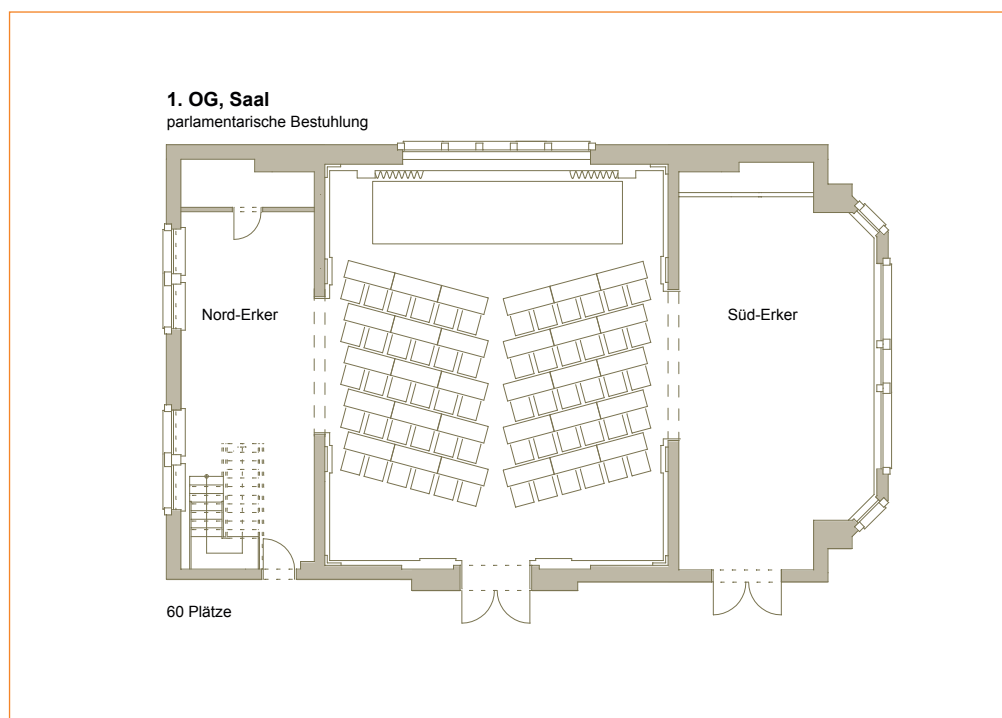 1. OG, Saal
parlamentarische Bestuhlung
Nord-Erker
Süd-Erker
60 Plätze